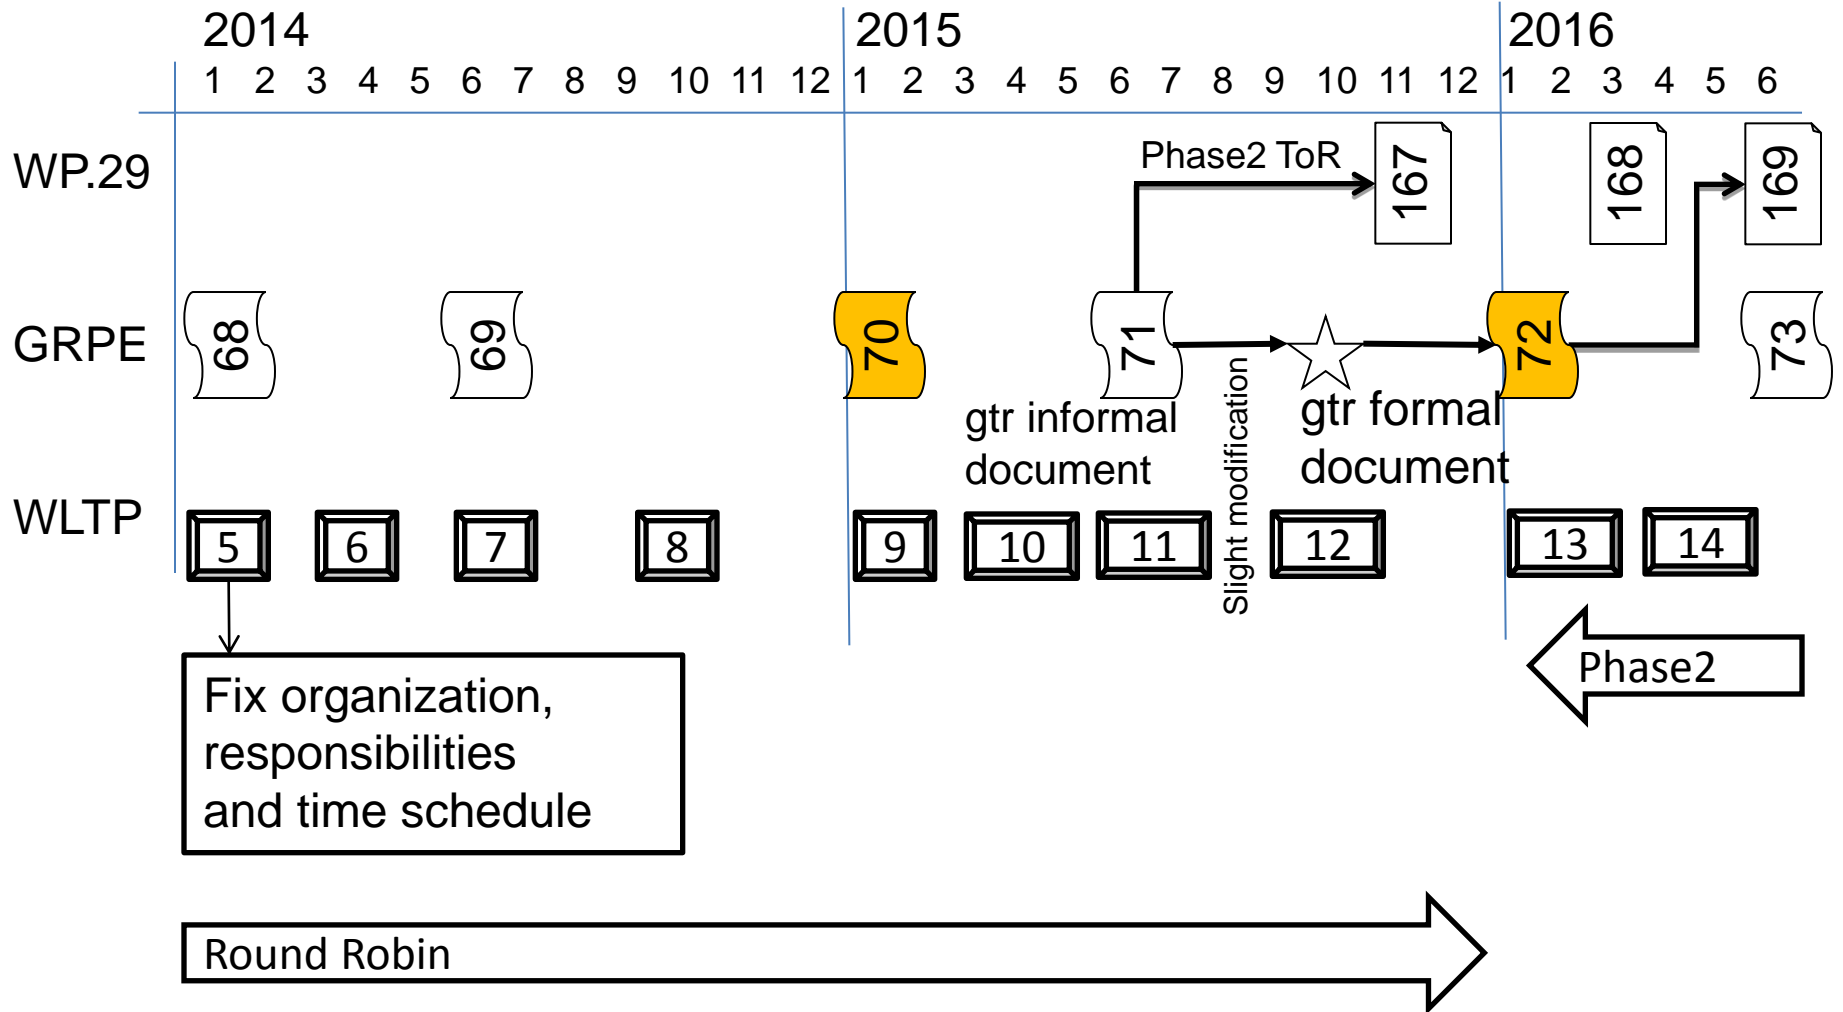 2014 2015 2016
1 2 3 4 5 6 7 8 9 10 11 12 1 2 3 4 5 6 7 8 9 10 11 12 1 2 3 4 5 6
WP.29
Phase2 ToR
167
168
169
GRPE
68
69
70
71
72
73
gtr informal
document
Slight modification
gtr formal
document
WLTP
5 6 7 8 9 10 11 12 13 14
Phase2
Fix organization,
responsibilities
and time schedule
Round Robin